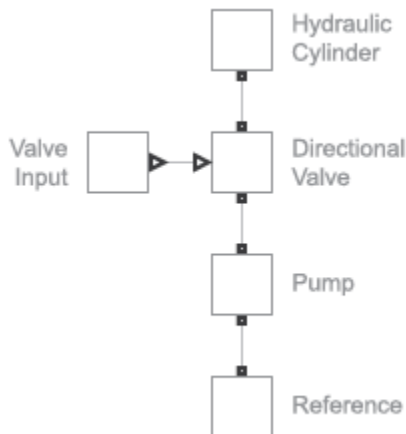 Hydraulic
Cylinder
Valve
Input
Directional
Valve
Pump
Reference